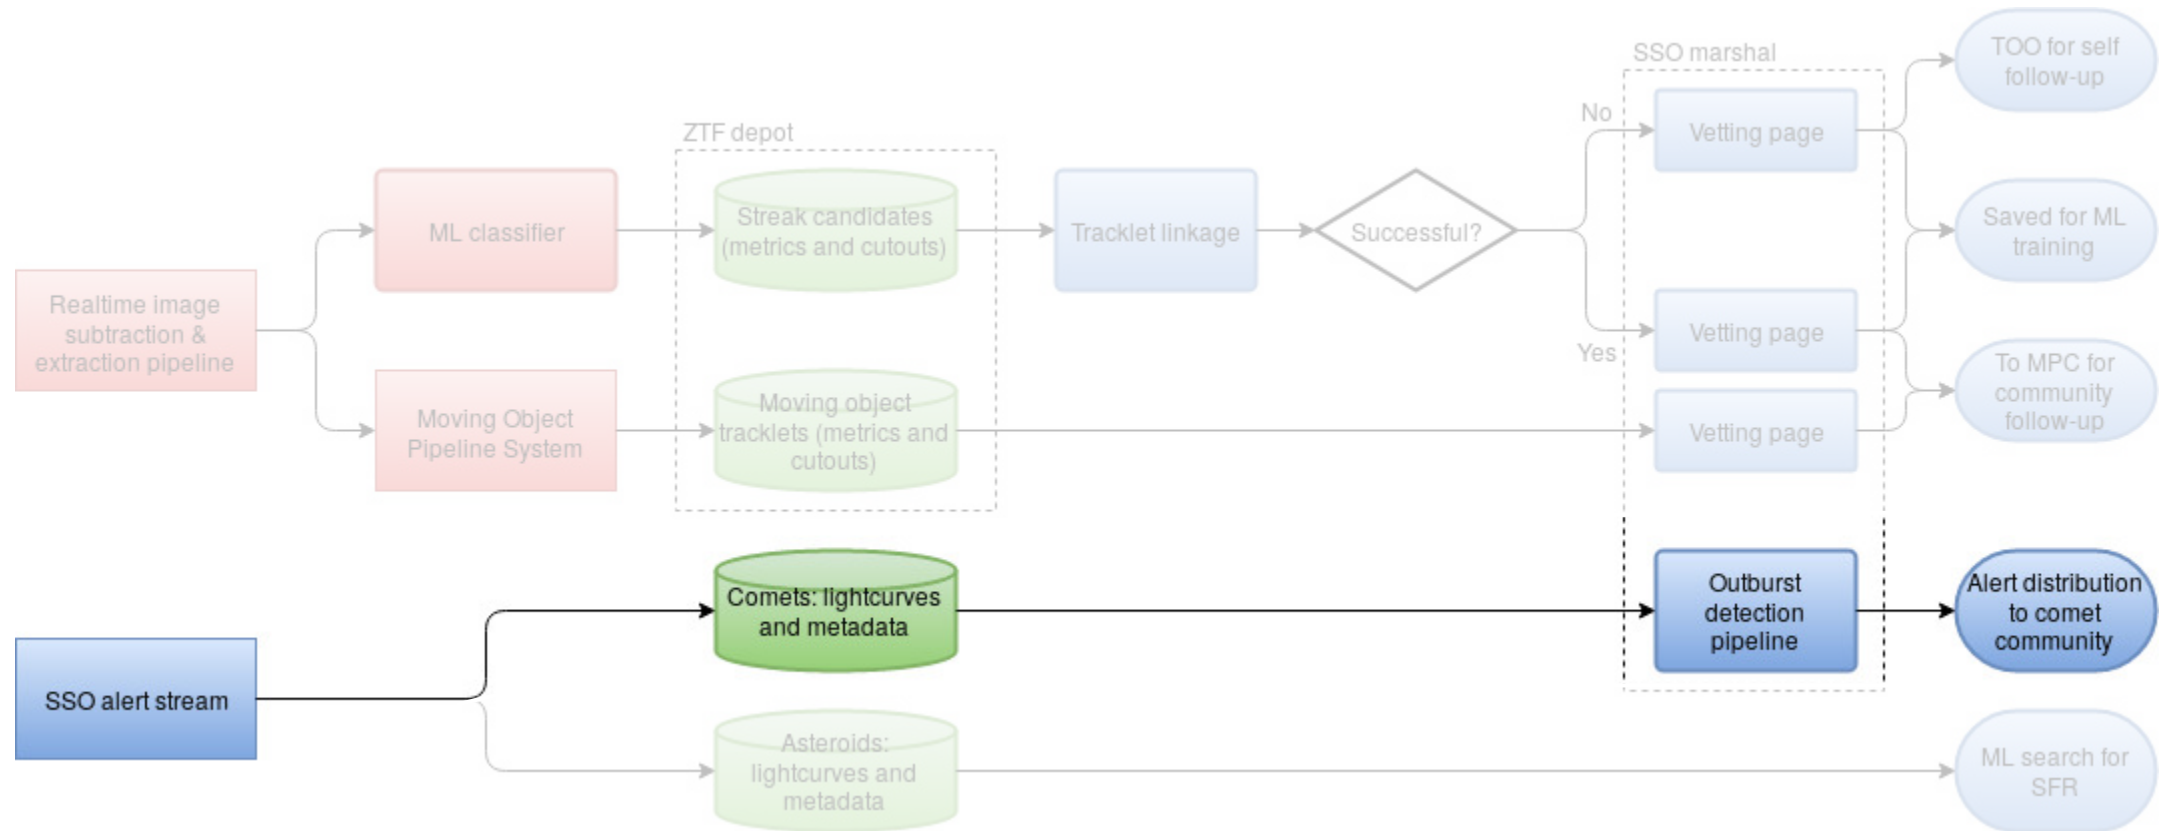 SSO marshal
TOO for self
follow-up
No
Vetting page
ZTF depot
ML classifier
Streak candidates
(metrics and cutouts)
Tracklet linkage
Successful?
Saved for ML
training
Realtime image
subtraction &
extraction pipeline
Yes
Vetting page
To MPC for
community
follow-up
Moving Object
Pipeline System
Moving object
tracklets (metrics and
cutouts)
Vetting page
Comets: lightcurves
and metadata
Outburst
detection
pipeline
Alert distribution
to comet
community
SSO alert stream
Asteroids:
lightcurves and
metadata
ML search for
SFR